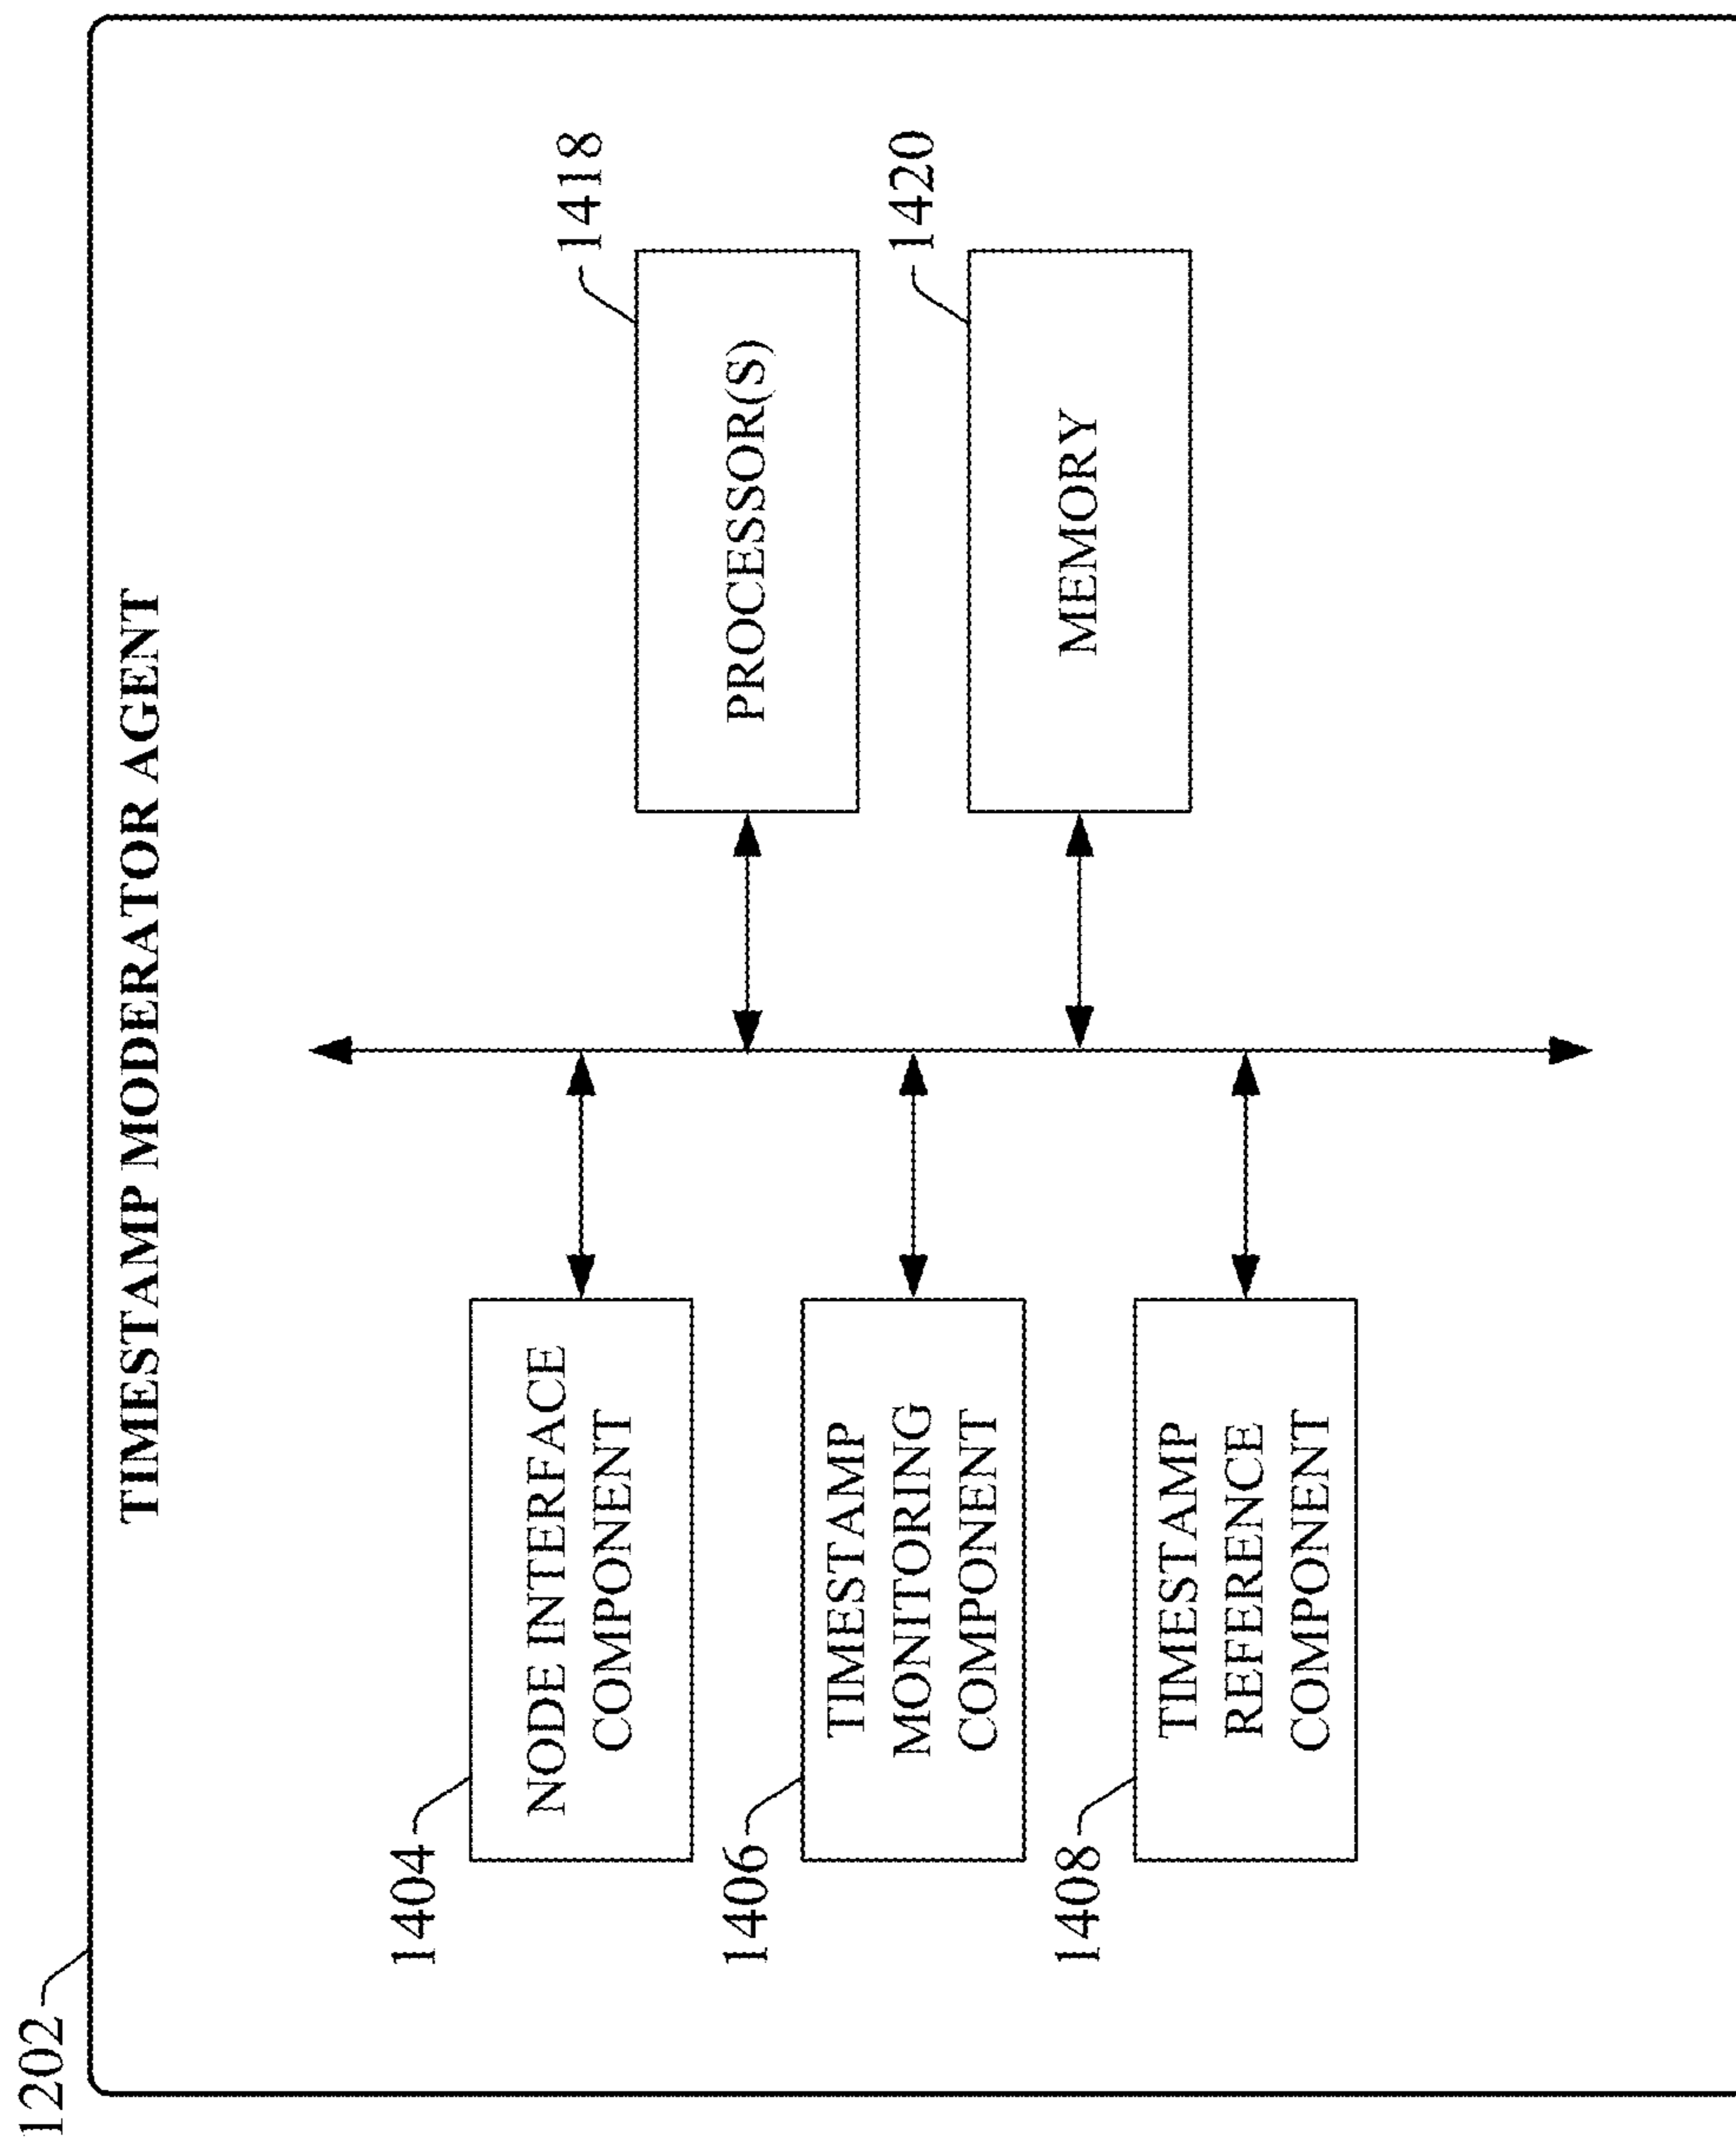 1202
TIMESTAMP MODERATOR AGENT
1404
NODE INTERFACE
COMPONENT
1418
PROCESSOR(S)
1406
TIMESTAMP
MONITORING
COMPONENT
1420
MEMORY
1408
TIMESTAMP
REFERENCE
COMPONENT